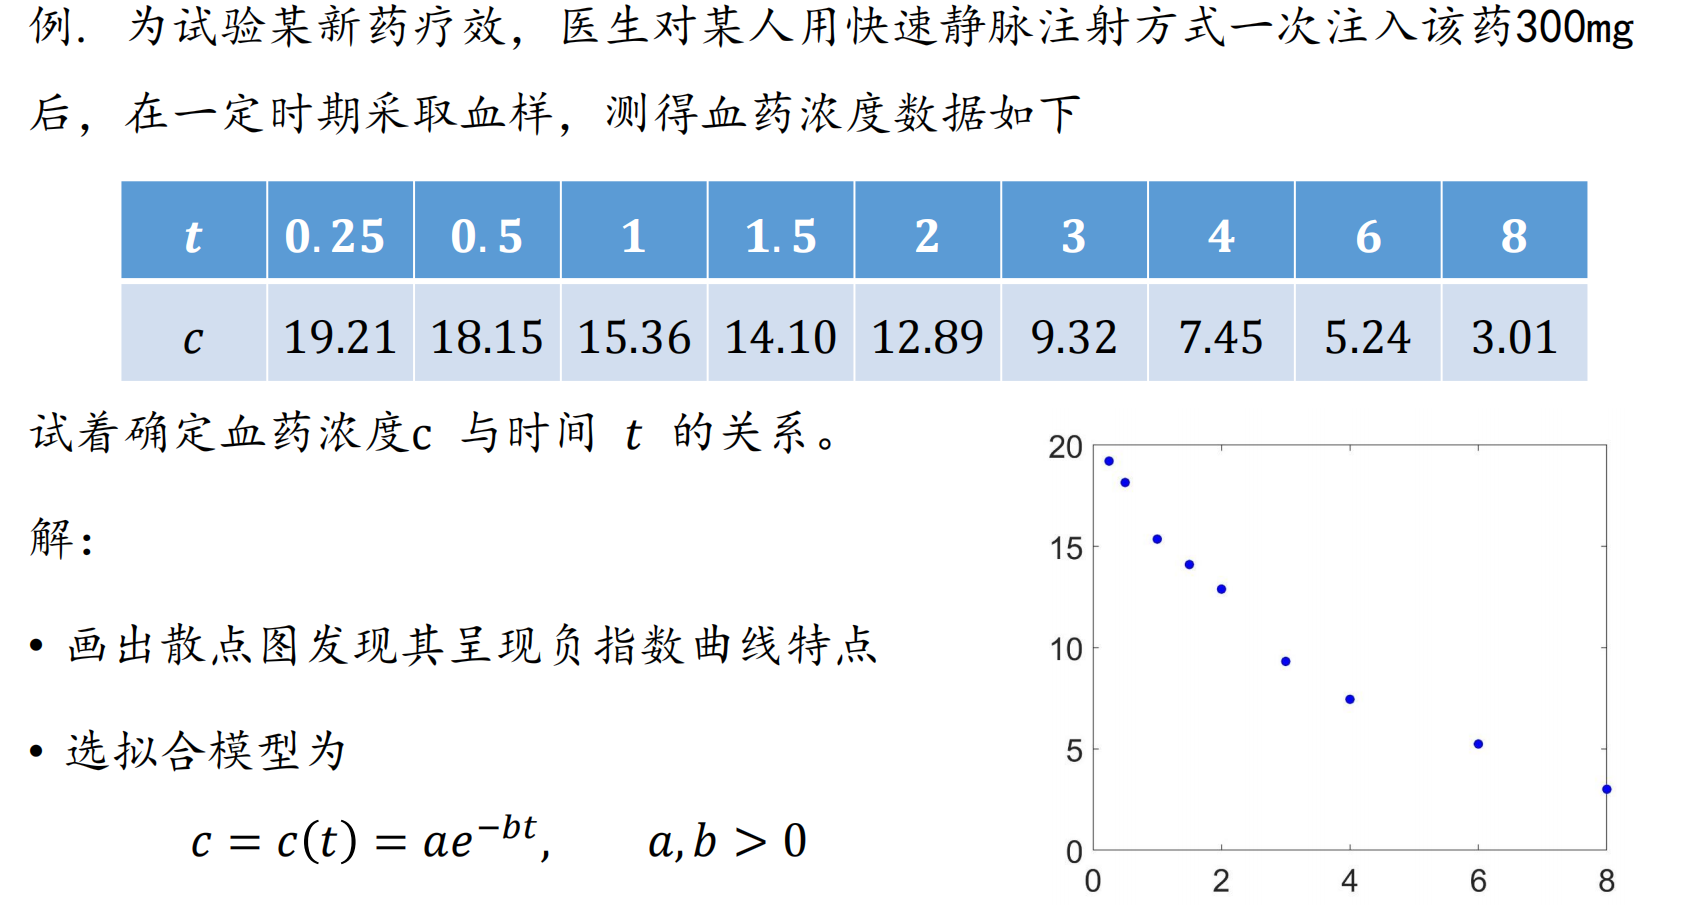 例. 为试验某新药疗效，医生对某人用快速静脉注射方式一次注入该药300mg
后，在一定时期采取血样，测得血药浓度数据如下
t 0.25 0.5 1 1.5 2 3 4 6 8
c 19.21 18.15 15.36 14.10 12.89 9.32 7.45 5.24 3.01
试着确定血药浓度c 与时间 t 的关系。
解：
• 画出散点图发现其呈现负指数曲线特点
• 选拟合模型为
c = c(t) = ae^{-bt}, a, b > 0
20
15
10
5
0
0 2 4 6 8